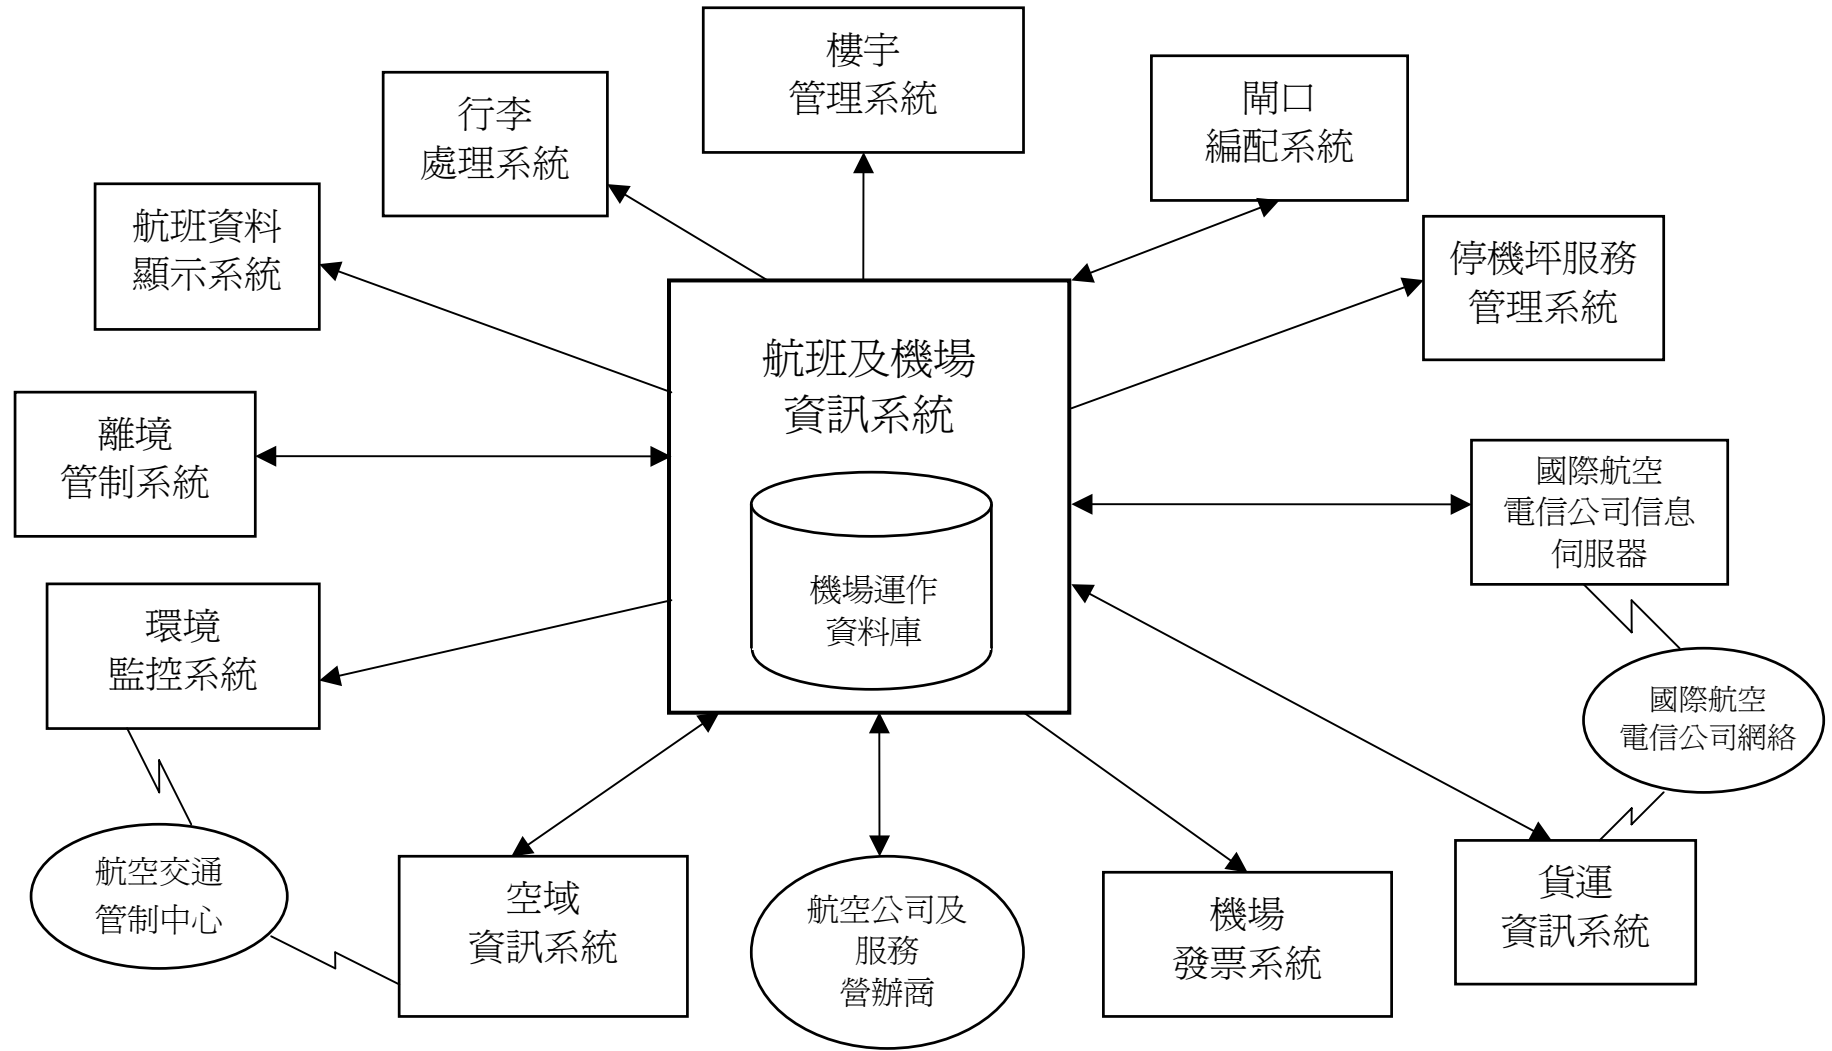 樓宇
管理系統
行李
處理系統
閘口
編配系統
航班資料
顯示系統
停機坪服務
管理系統
航班及機場
資訊系統
離境
管制系統
國際航空
電信公司信息
伺服器
機場運作
資料庫
環境
監控系統
國際航空
電信公司網絡
航空交通
管制中心
空域
資訊系統
航空公司及
服務
營辦商
機場
發票系統
貨運
資訊系統